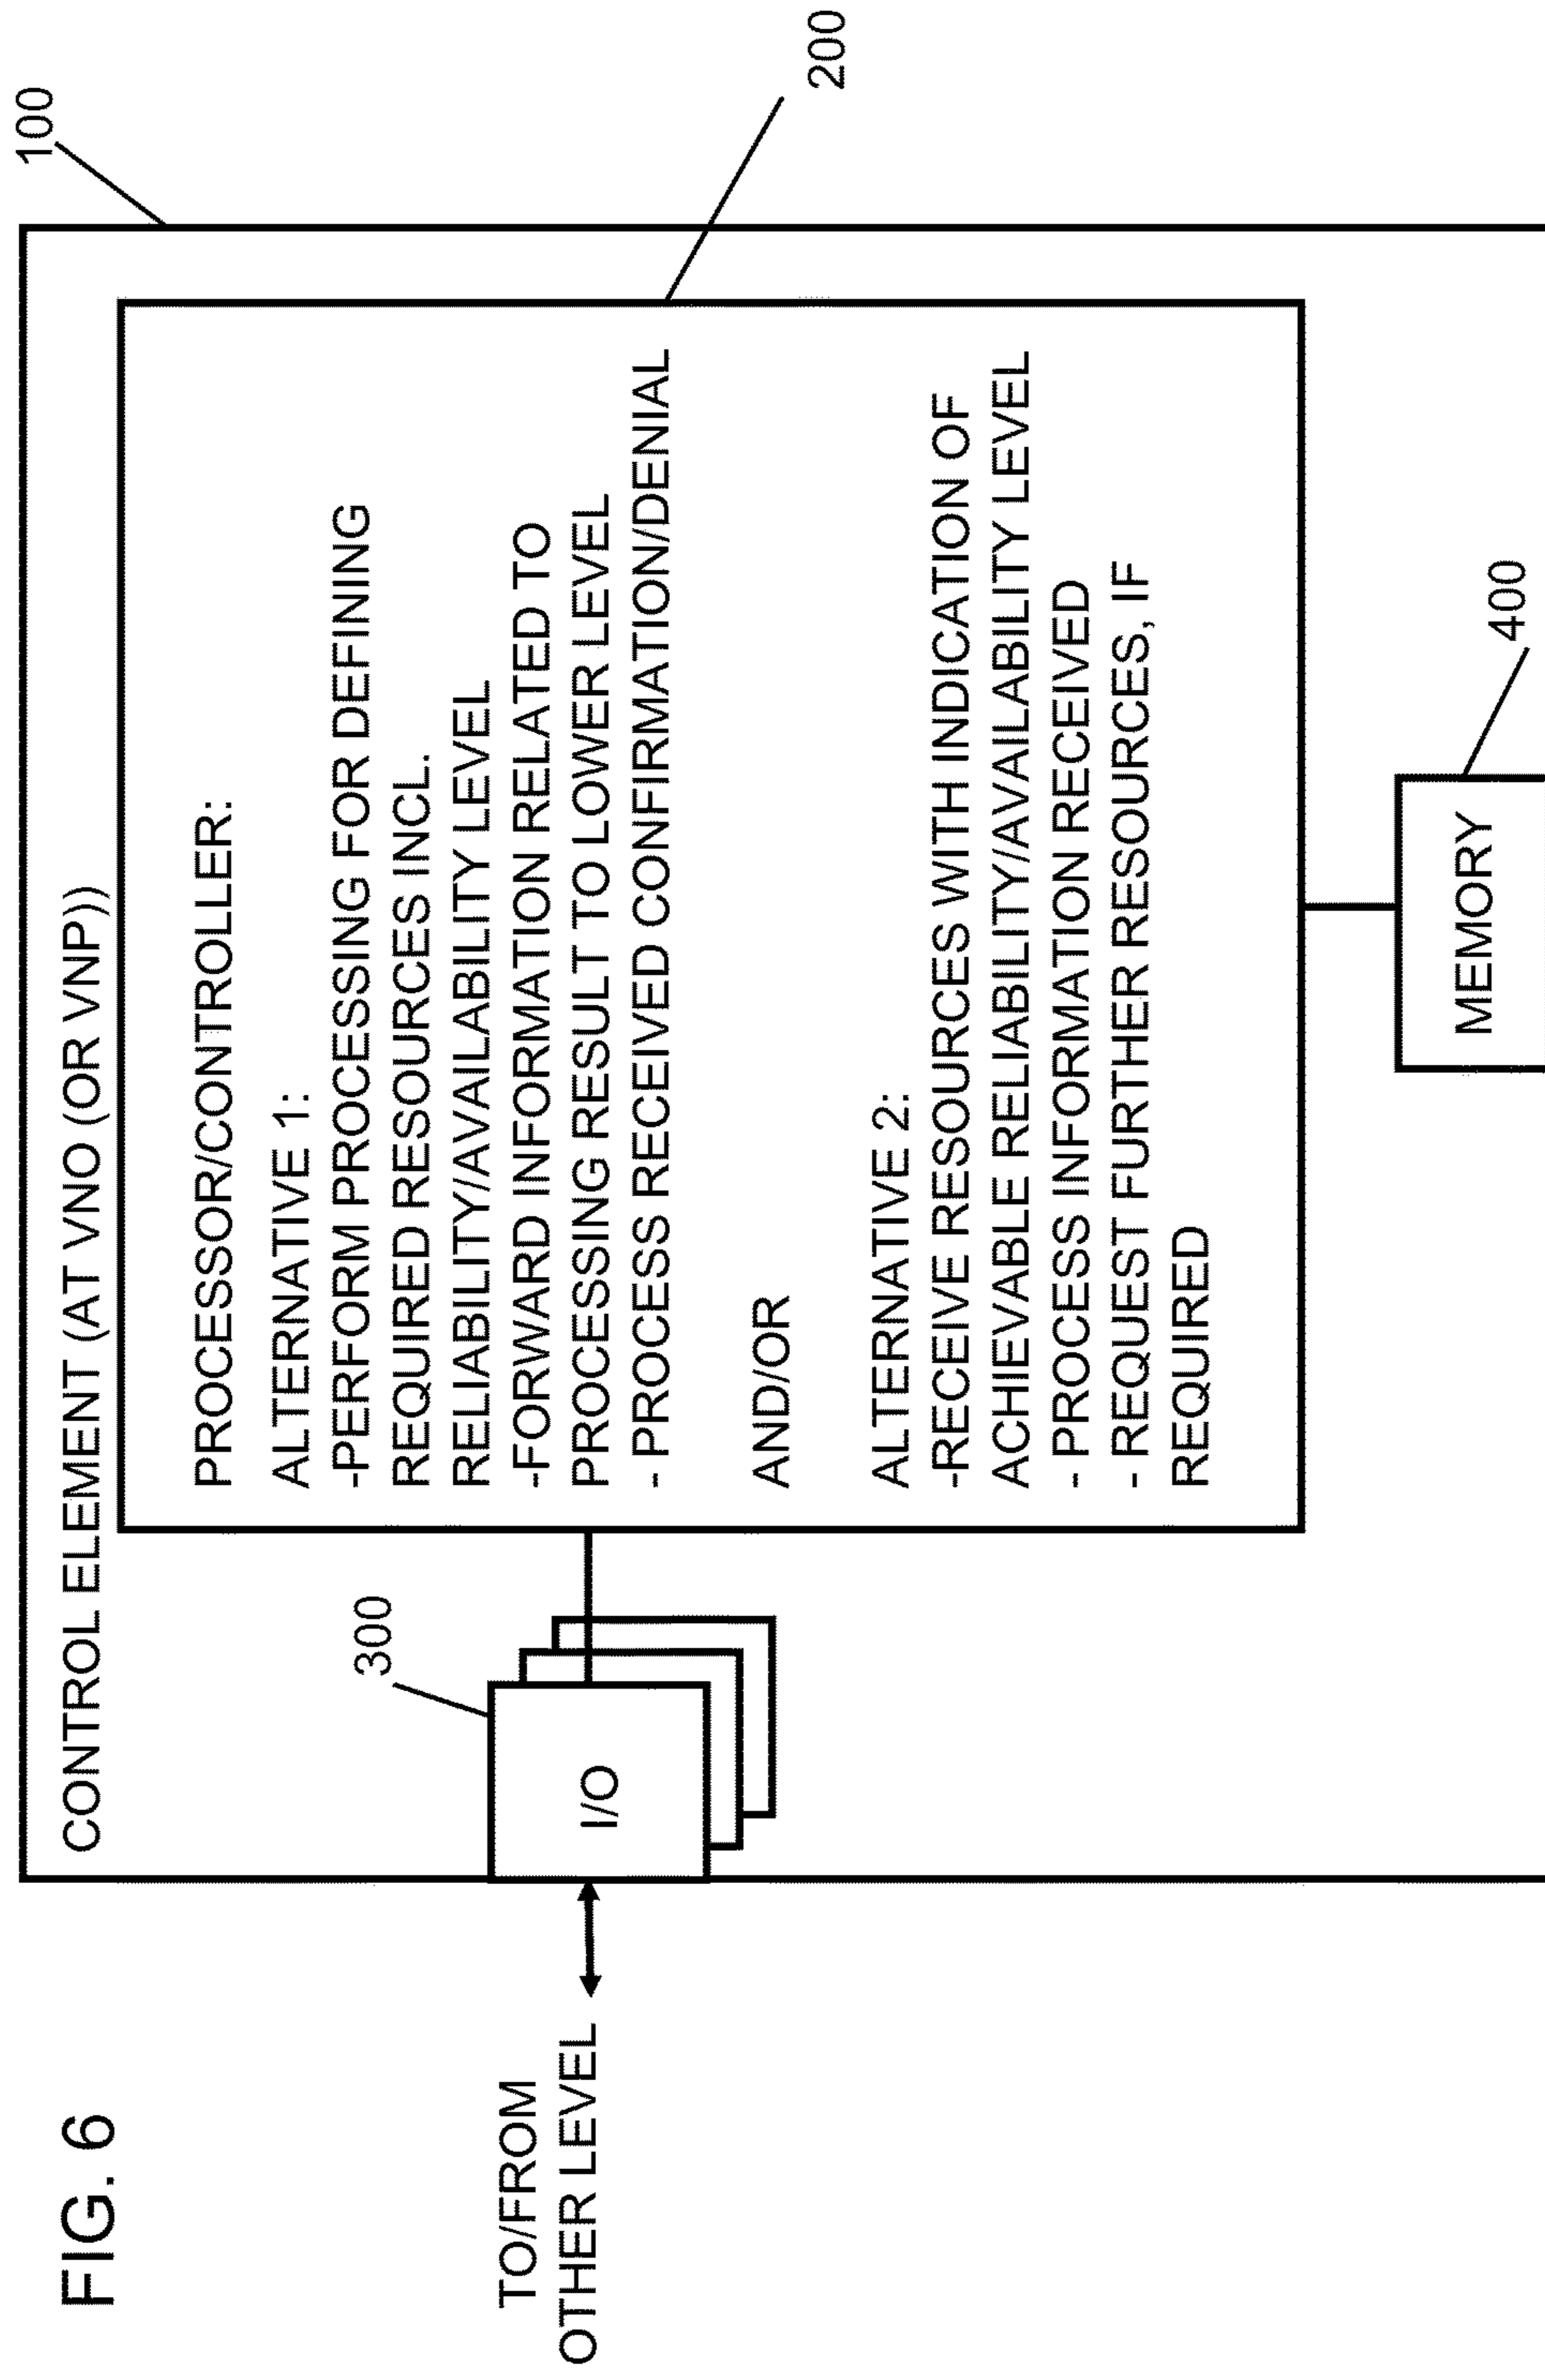 FIG. 6
100
CONTROL ELEMENT (AT VNO (OR VNP))
PROCESSOR/CONTROLLER:
ALTERNATIVE 1:
-PERFORM PROCESSING FOR DEFINING
REQUIRED RESOURCES INCL.
RELIABILITY/AVAILABILITY LEVEL
-FORWARD INFORMATION RELATED TO
PROCESSING RESULT TO LOWER LEVEL
- PROCESS RECEIVED CONFIRMATION/DENIAL
AND/OR
ALTERNATIVE 2:
-RECEIVE RESOURCES WITH INDICATION OF
ACHIEVABLE RELIABILITY/AVAILABILITY LEVEL
- PROCESS INFORMATION RECEIVED
- REQUEST FURTHER RESOURCES, IF
REQUIRED
200
300
I/O
TO/FROM
OTHER LEVEL
400
MEMORY